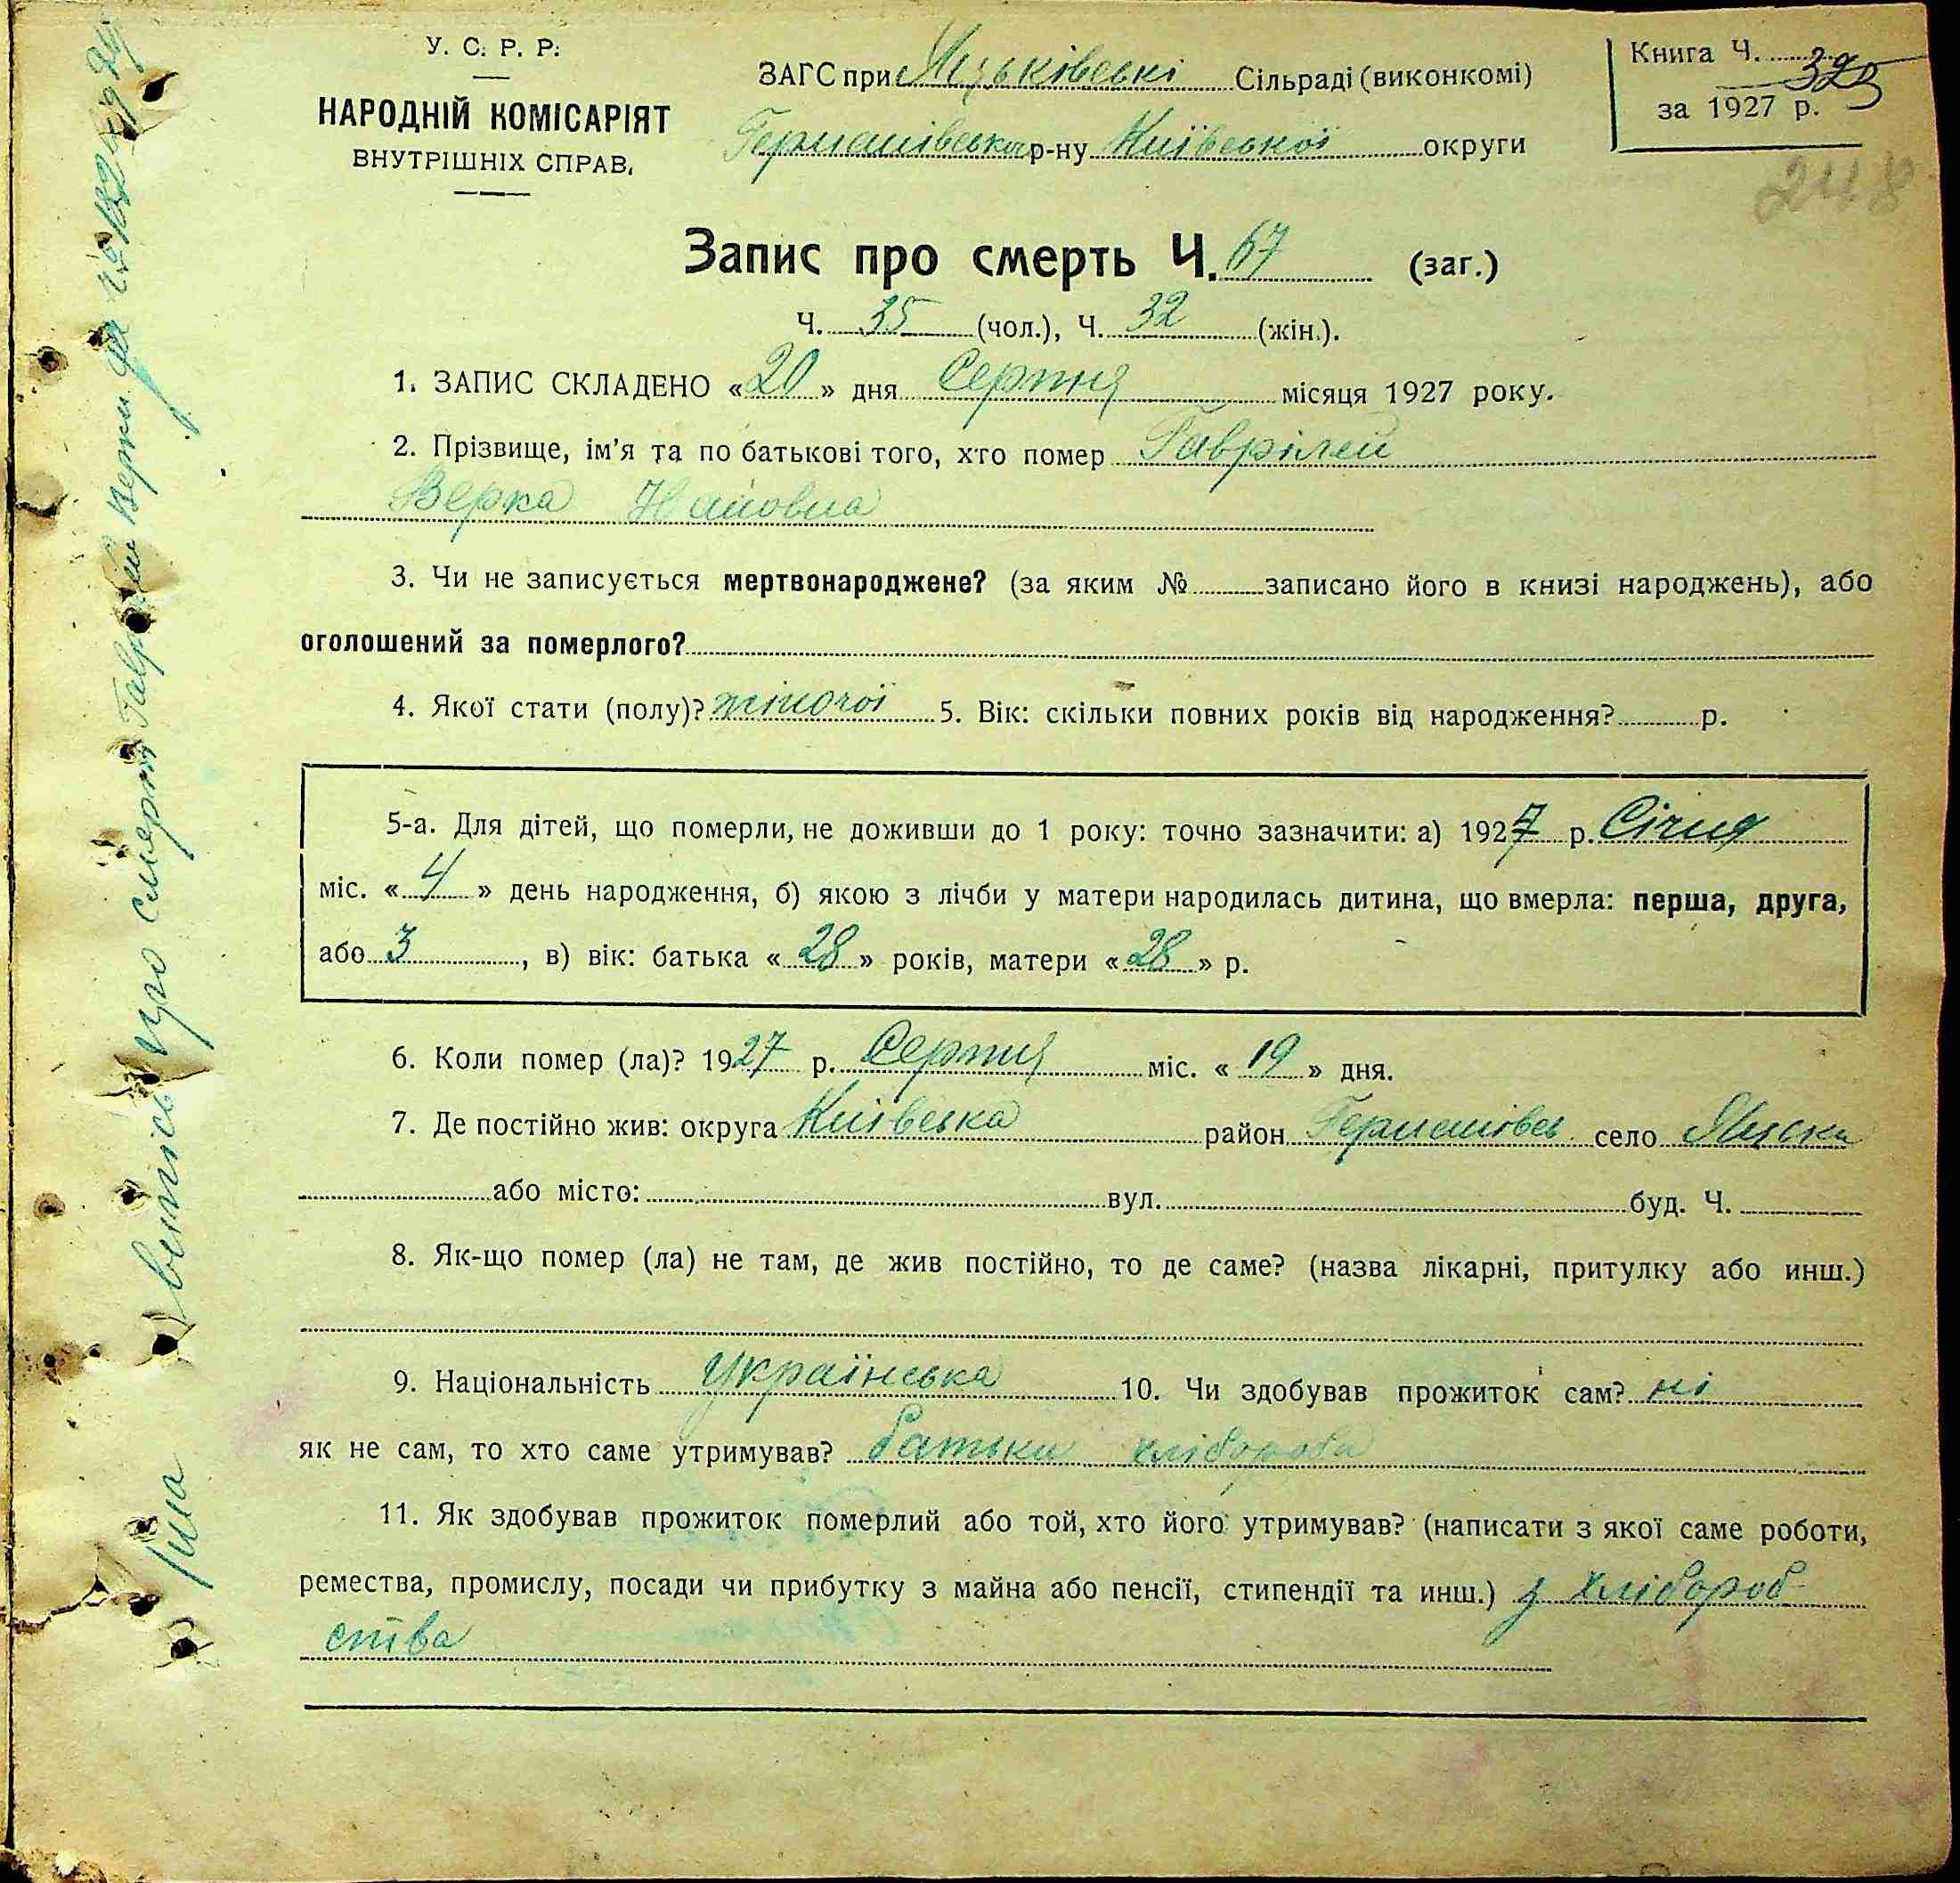 У. С. Р. Р.
НАРОДНІЙ КОМІСАРІЯТ
ВНУТРІШНІХ СПРАВ.
ЗАГС при Сільраді (виконкомі)
р-ну Київської округи
Книга Ч. 325
за 1927 р.
248
Запис про смерть Ч. 67 (заг.)
Ч. 35 (чол.), Ч. 32 (жін.).
1. ЗАПИС СКЛАДЕНО «20» дня Серпня місяця 1927 року.
2. Прізвище, ім'я та по батькові того, хто помер Гаврілей
Верка
3. Чи не записується мертвонароджене? (за яким № записано його в книзі народжень), або
оголошений за померлого?
4. Якої стати (полу)? жіночої 5. Вік: скільки повних років від народження? р.
5-а. Для дітей, що померли, не доживши до 1 року: точно зазначити: а) 1927 р. Січня
міс. «4» день народження, б) якою з лічби у матери народилась дитина, що вмерла: перша, друга,
або 3, в) вік: батька «28» років, матери «28» р.
6. Коли помер (ла)? 1927 р. Серпня міс. «19» дня.
7. Де постійно жив: округа Київська район село
або місто: вул. буд. Ч.
8. Як-що помер (ла) не там, де жив постійно, то де саме? (назва лікарні, притулку або инш.)
9. Національність Українська 10. Чи здобував прожиток сам? ні
як не сам, то хто саме утримував? батьки хлібороби
11. Як здобував прожиток померлий або той, хто його утримував? (написати з якої саме роботи,
ремества, промислу, посади чи прибутку з майна або пенсії, стипендії та инш.) з хлібороб
ства
випись про смерть Верки